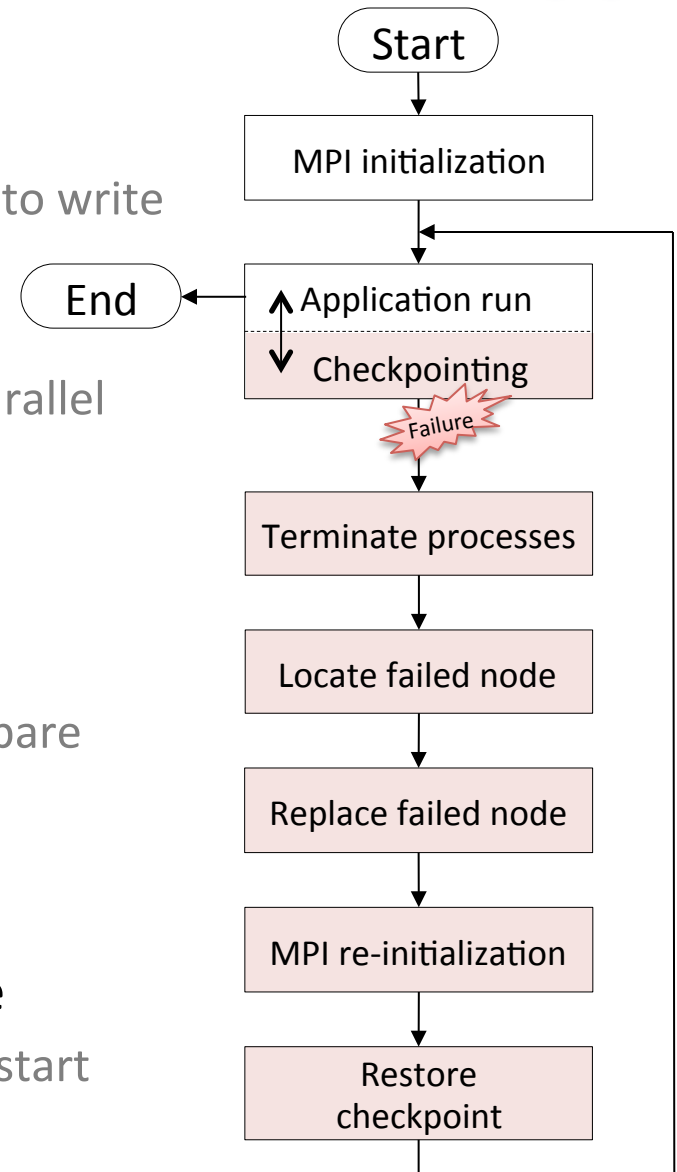 Start
MPI initialization
to write
End
Application run
Checkpointing
rallel
Failure
Terminate processes
Locate failed node
pare
Replace failed node
MPI re-initialization
e
start
Restore
checkpoint